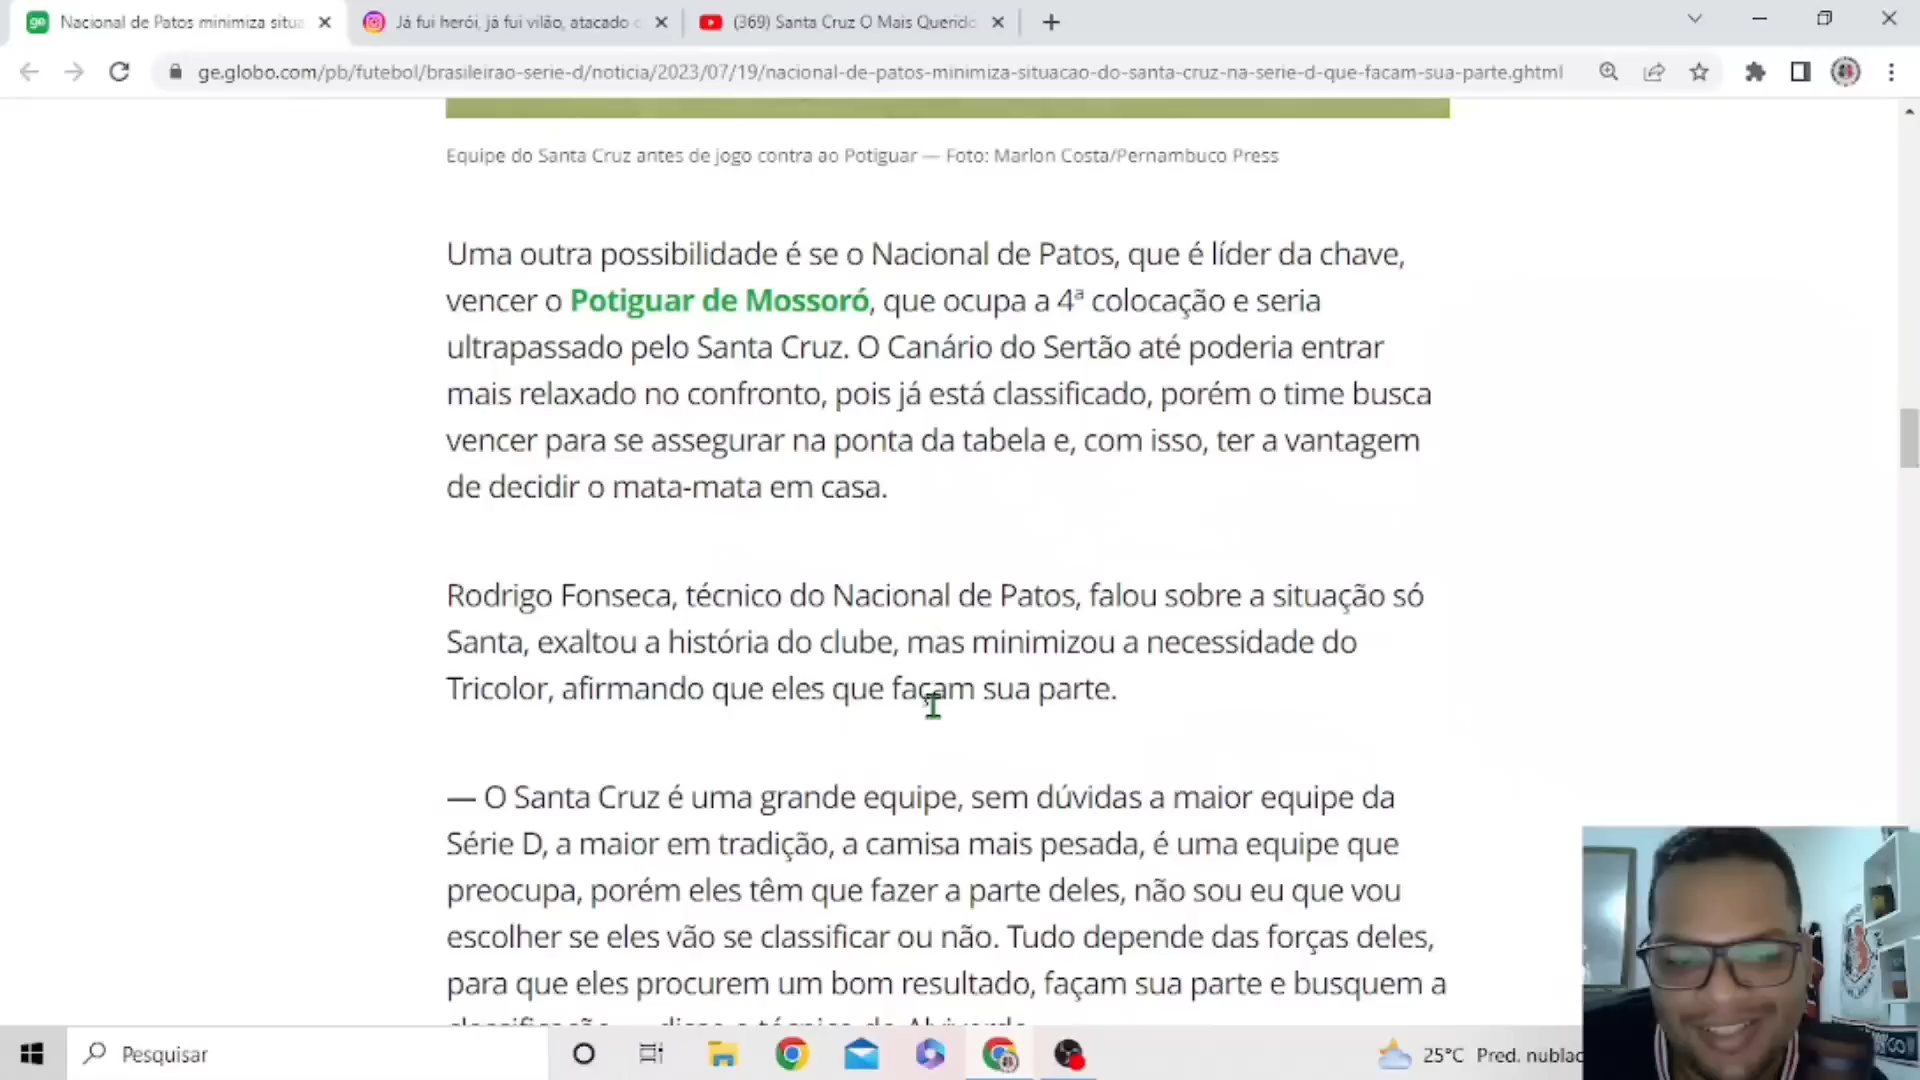 Nacional de Patos minimiza situa
Já fui herói, já fui vilão, atacado
(369) Santa Cruz O Mais Querido
ge.globo.com/pb/futebol/brasileirao-serie-d/noticia/2023/07/19/nacional-de-patos-minimiza-situacao-do-santa-cruz-na-serie-d-que-facam-sua-parte.ghtml
Equipe do Santa Cruz antes de jogo contra ao Potiguar — Foto: Marlon Costa/Pernambuco Press
Uma outra possibilidade é se o Nacional de Patos, que é líder da chave,
vencer o Potiguar de Mossoró, que ocupa a 4ª colocação e seria
ultrapassado pelo Santa Cruz. O Canário do Sertão até poderia entrar
mais relaxado no confronto, pois já está classificado, porém o time busca
vencer para se assegurar na ponta da tabela e, com isso, ter a vantagem
de decidir o mata-mata em casa.
Rodrigo Fonseca, técnico do Nacional de Patos, falou sobre a situação só
Santa, exaltou a história do clube, mas minimizou a necessidade do
Tricolor, afirmando que eles que façam sua parte.
— O Santa Cruz é uma grande equipe, sem dúvidas a maior equipe da
Série D, a maior em tradição, a camisa mais pesada, é uma equipe que
preocupa, porém eles têm que fazer a parte deles, não sou eu que vou
escolher se eles vão se classificar ou não. Tudo depende das forças deles,
para que eles procurem um bom resultado, façam sua parte e busquem a
Pesquisar
25°C Pred. nublad